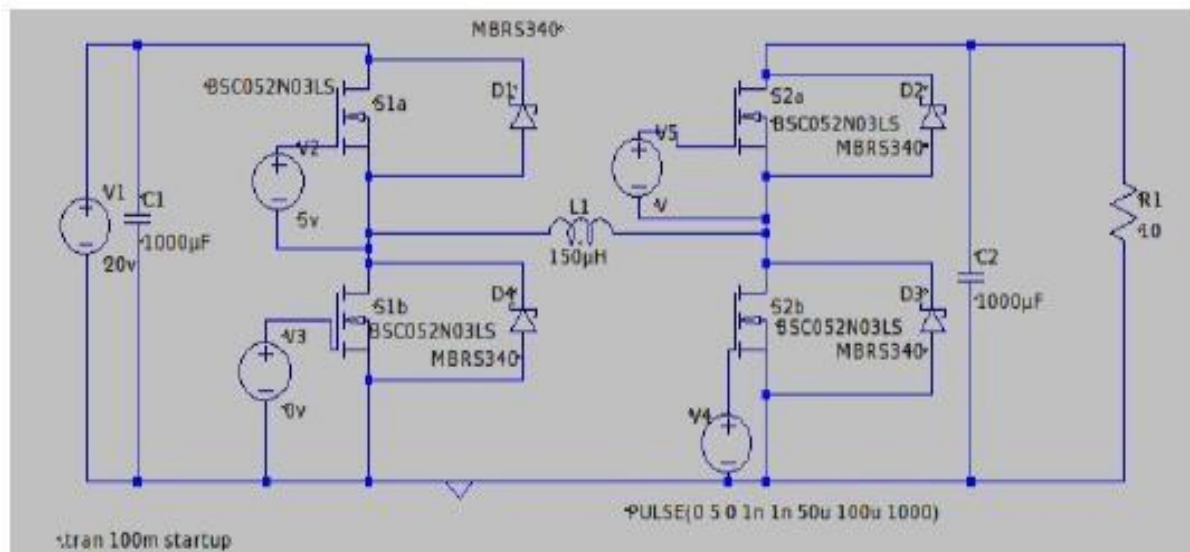 MBRS340
BSC052N03LS
S1a
D1
V2
5v
V1
20v
C1
1000µF
S1b
BSC052N03LS
D4
MBRS340
V3
0v
L1
150µH
S2a
BSC052N03LS
D2
MBRS340
V5
V
S2b
BSC052N03LS
D3
MBRS340
V4
C2
1000µF
R1
10
PULSE(0 5 0 1n 1n 50u 100u 1000)
.tran 100m startup